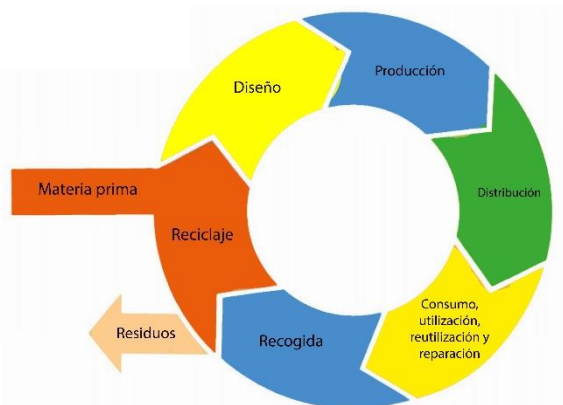 Diseño
Producción
Distribución
Consumo,
utilización,
reutilización y
reparación
Recogida
Residuos
Reciclaje
Materia prima